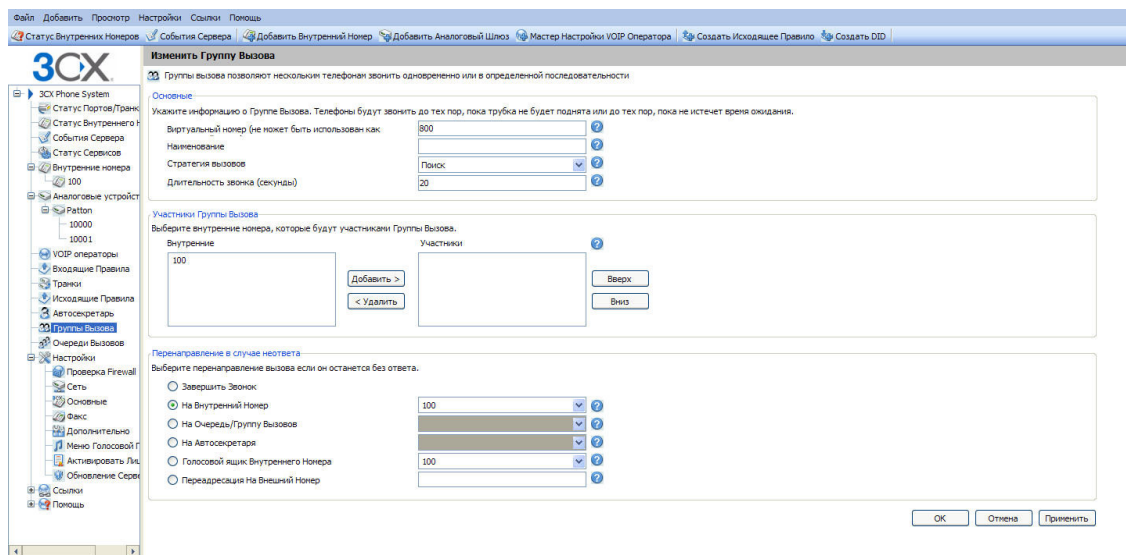 Файл Добавить Просмотр Настройки Ссылки Помощь
Статус Внутренних Номеров События Сервера Добавить Внутренний Номер Добавить Аналоговый Шлюз Мастер Настройки VOIP Оператора Создать Исходящее Правило Создать DID
3CX
3CX Phone System
Статус Портов/Транк
Статус Внутреннего Н
События Сервера
Статус Сервисов
Внутренние номера
100
Аналоговые устройст
Patton
10000
10001
VOIP операторы
Входящие Правила
Транки
Исходящие Правила
Автосекретарь
Группы Вызова
Очереди Вызовов
Настройки
Проверка Firewall
Сеть
Основные
Факс
Дополнительно
Меню Голосовой П
Активировать Ли
Обновление Серв
Ссылки
Помощь
Изменить Группу Вызова
Группы вызова позволяют нескольким телефонам звонить одновременно или в определенной последовательности
Основные
Укажите информацию о Группе Вызова. Телефоны будут звонить до тех пор, пока трубка не будет поднята или до тех пор, пока не истечет время ожидания.
Виртуальный номер (не может быть использован как 800
Наименование
Стратегия вызовов Поиск
Длительность звонка (секунды) 20
Участники Группы Вызова
Выберите внутренние номера, которые будут участниками Группы Вызова.
Внутренние Участники
100
Добавить > Вверх
< Удалить Вниз
Перенаправление в случае неответа
Выберите перенаправление вызова если он останется без ответа.
Завершить Звонок
На Внутренний Номер 100
На Очередь/Группу Вызовов
На Автосекретаря
Голосовой ящик Внутреннего Номера 100
Переадресация На Внешний Номер
OK Отмена Применить